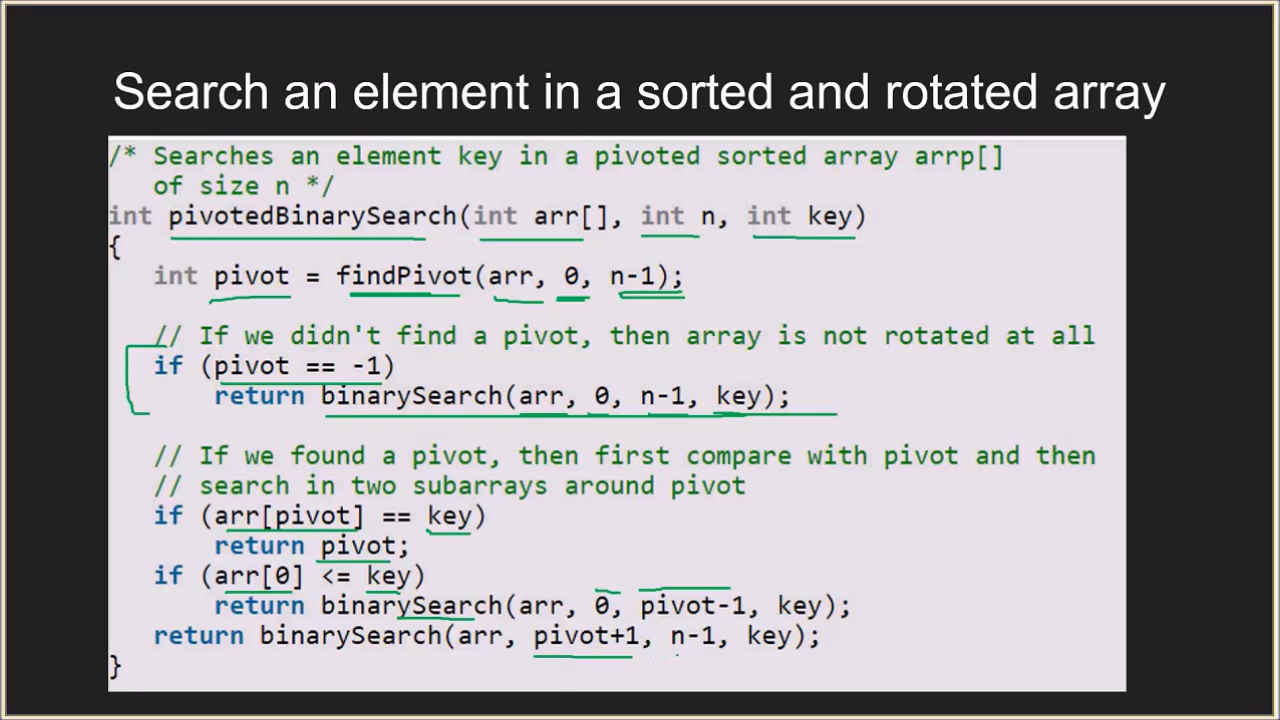 Search an element in a sorted and rotated array
/* Searches an element key in a pivoted sorted array arrp[]
of size n */
int pivotedBinarySearch(int arr[], int n, int key)
{
int pivot = findPivot(arr, 0, n-1);
// If we didn't find a pivot, then array is not rotated at all
if (pivot == -1)
return binarySearch(arr, 0, n-1, key);
// If we found a pivot, then first compare with pivot and then
// search in two subarrays around pivot
if (arr[pivot] == key)
return pivot;
if (arr[0] <= key)
return binarySearch(arr, 0, pivot-1, key);
return binarySearch(arr, pivot+1, n-1, key);
}